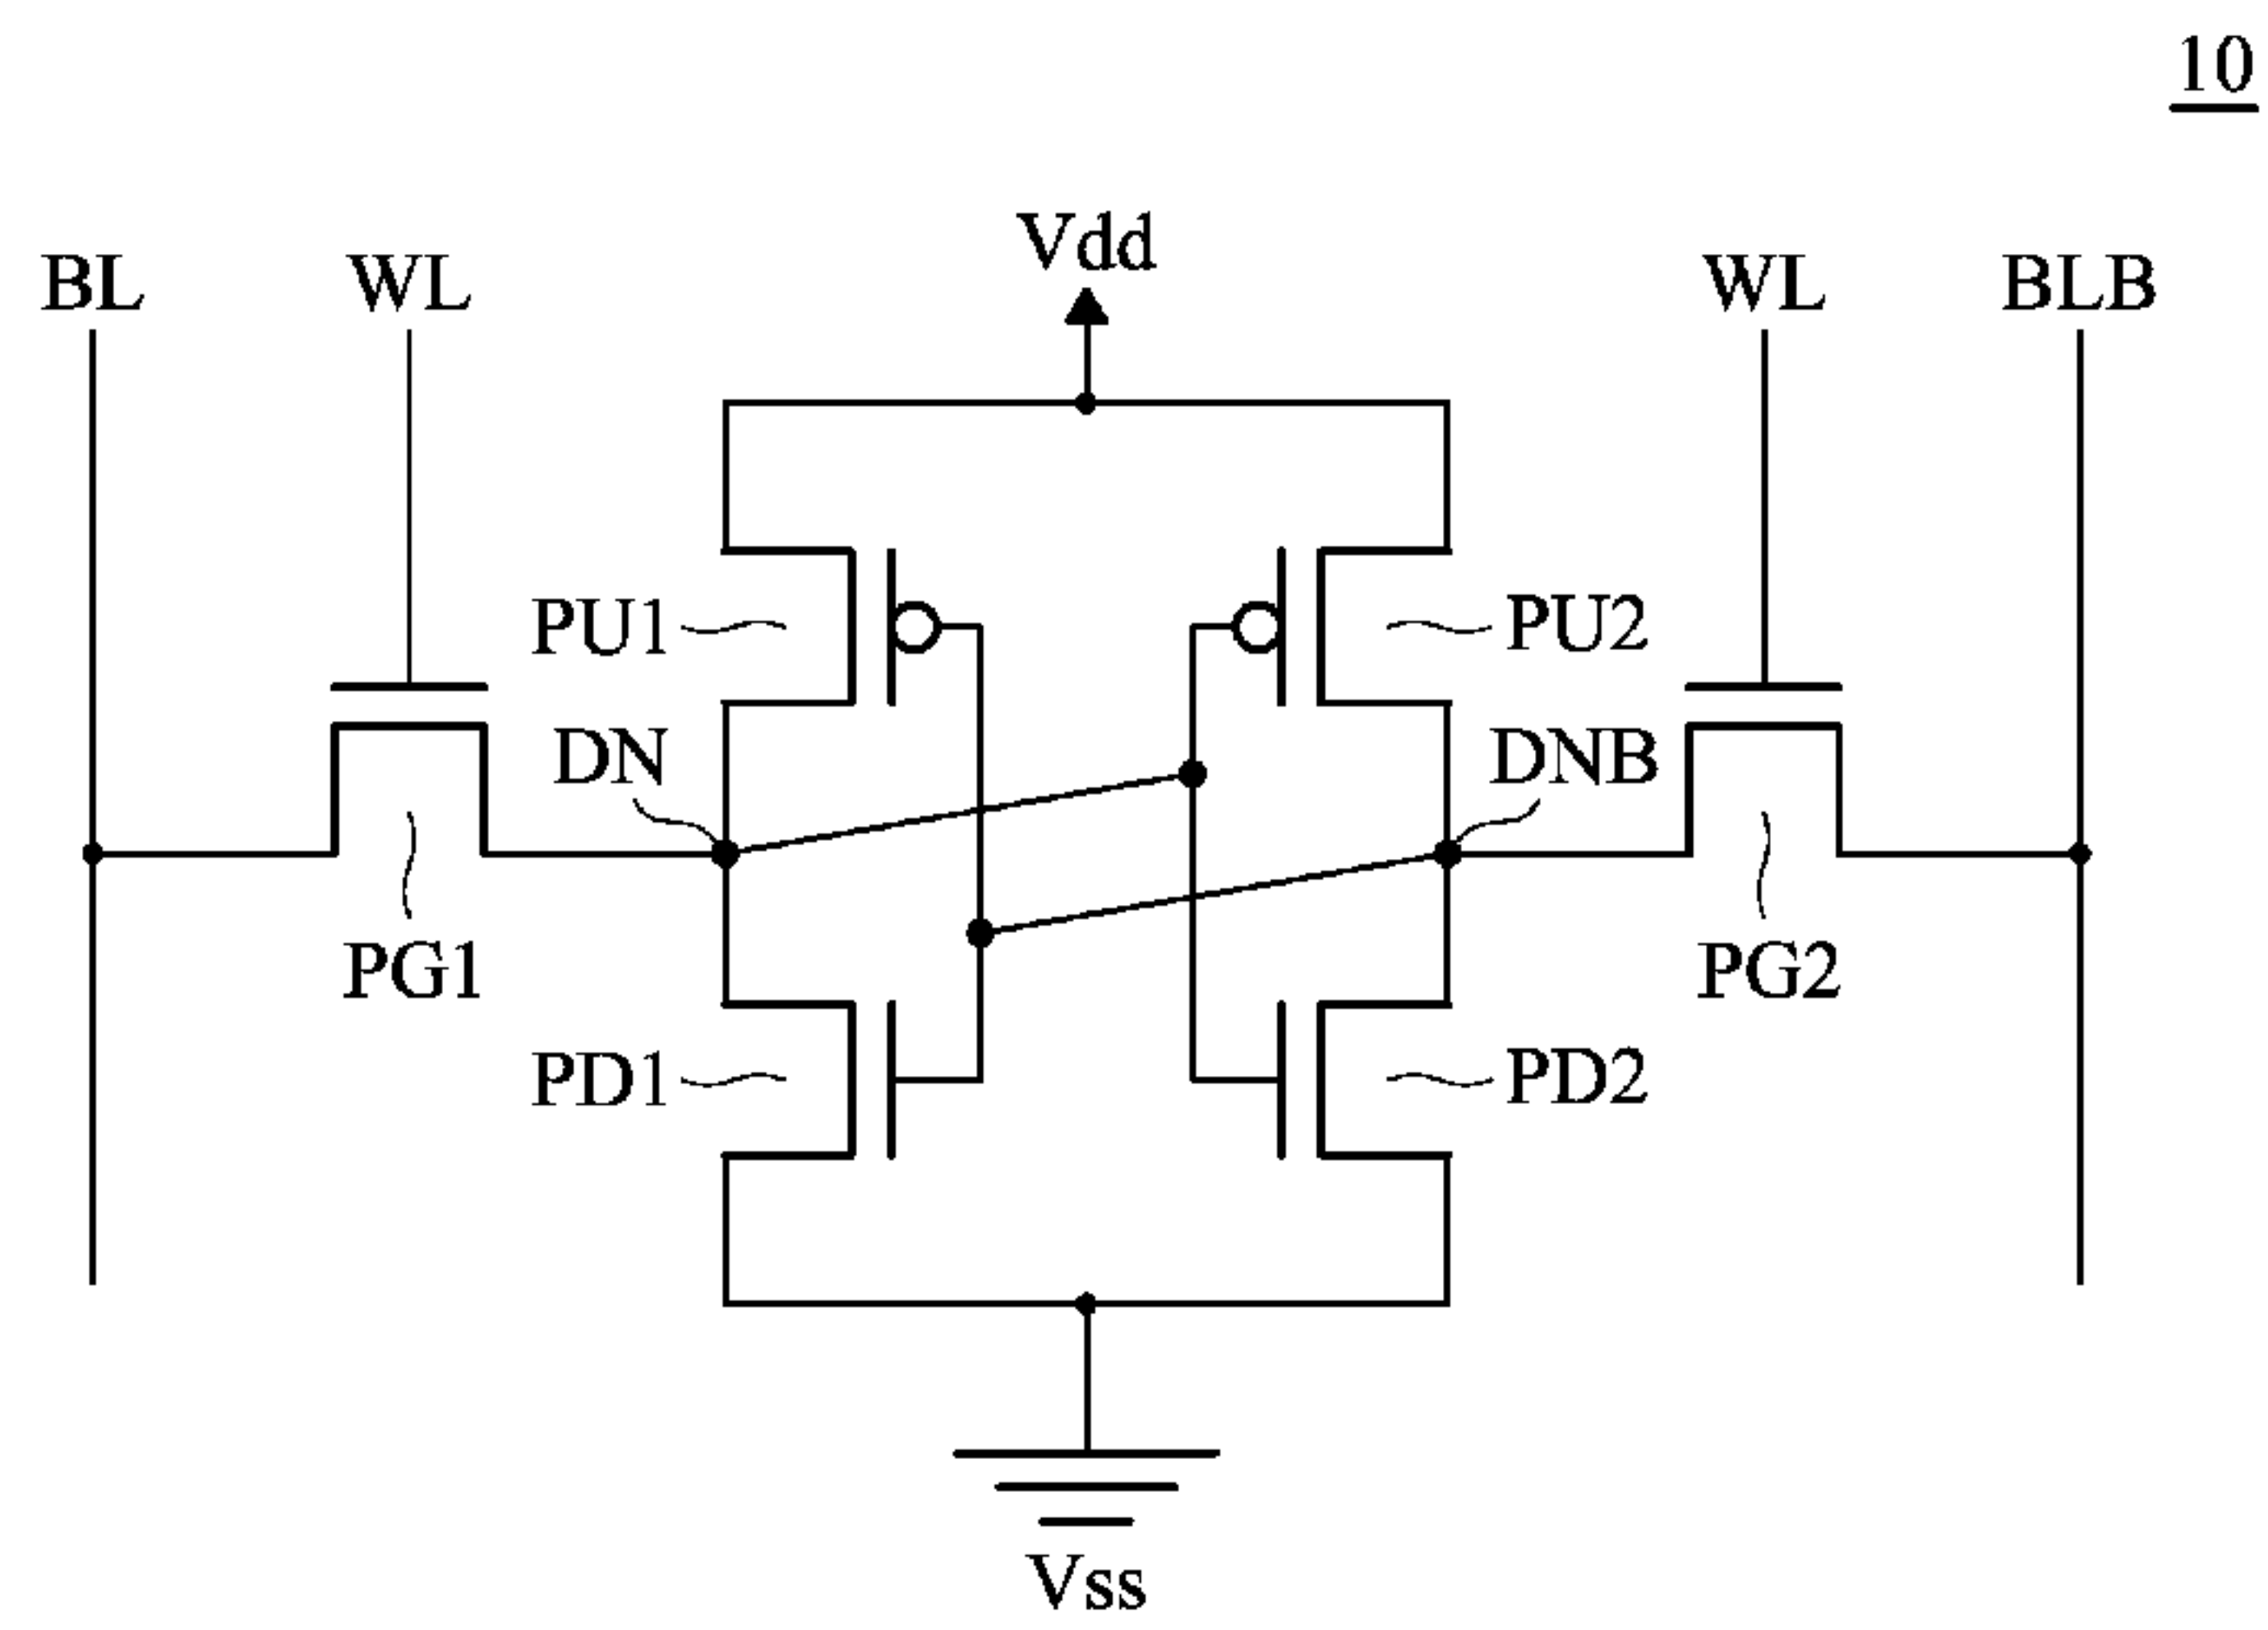 10
Vdd
BL WL WL BLB
PU1 PU2
DN DNB
PG1 PG2
PD1 PD2
Vss